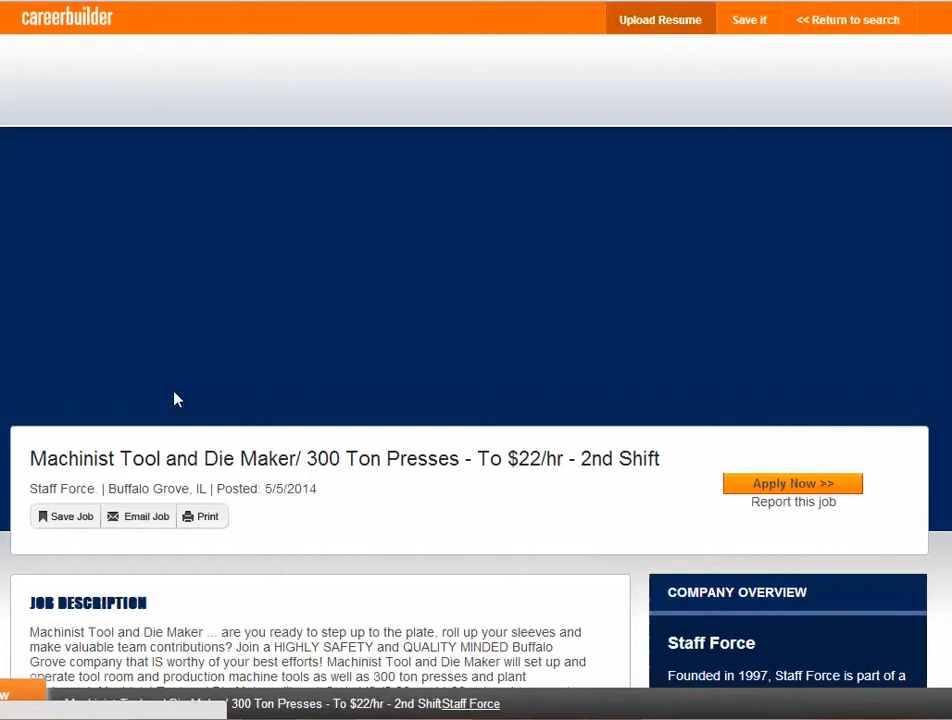 careerbuilder
Upload Resume
Save it
<< Return to search
Machinist Tool and Die Maker/ 300 Ton Presses - To $22/hr - 2nd Shift
Staff Force. | Buffalo Grove, IL | Posted: 5/5/2014
Save Job
Email Job
Print
Apply Now >>
Report this job
JOB DESCRIPTION
Machinist Tool and Die Maker ... are you ready to step up to the plate, roll up your sleeves and
make valuable team contributions? Join a HIGHLY SAFETY and QUALITY MINDED Buffalo
Grove company that IS worthy of your best efforts! Machinist Tool and Die Maker will set up and
operate tool room and production machine tools as well as 300 ton presses and plant
COMPANY OVERVIEW
Staff Force
Founded in 1997, Staff Force is part of a
300 Ton Presses - To $22/hr - 2nd ShiftStaff Force